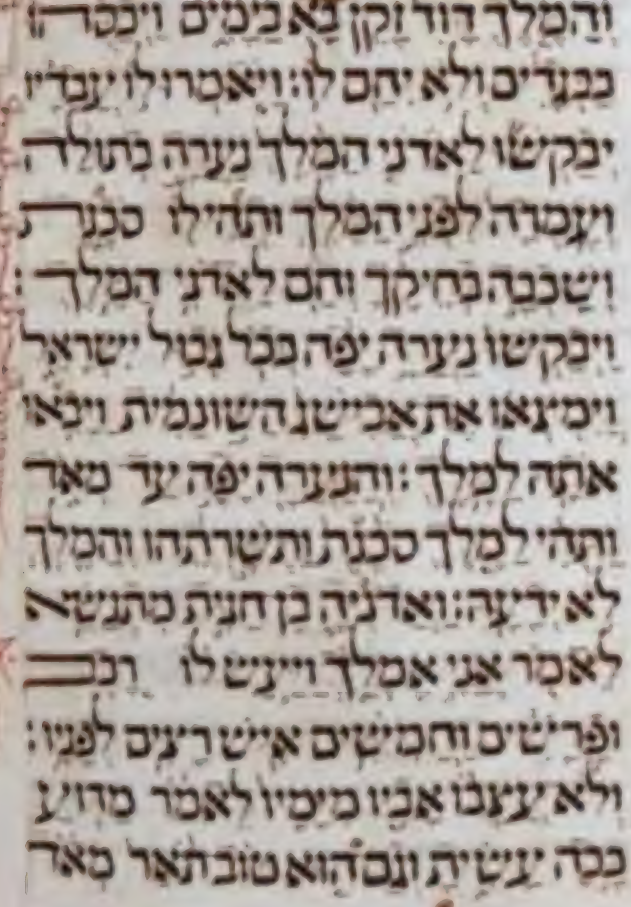 והמלך דוד זקן בא בימים ויכסהו
בבגדים ולא יחם לו׃ ויאמרו לו עבדיו
יבקשו לאדני המלך נערה בתולה
ועמדה לפני המלך ותהי לו סכנת
ושכבה בחיקך וחם לאדני המלך׃
ויבקשו נערה יפה בכל גבול ישראל
וימצאו את אבישג השונמית ויבאו
אתה למלך׃ והנערה יפה עד מאד
ותהי למלך סכנת ותשרתהו והמלך
לא ידעה׃ ואדניה בן חגית מתנשא
לאמר אני אמלך ויעש לו רכב
ופרשים וחמשים איש רצים לפניו׃
ולא עצבו אביו מימיו לאמר מדוע
ככה עשית וגם הוא טוב תאר מאד